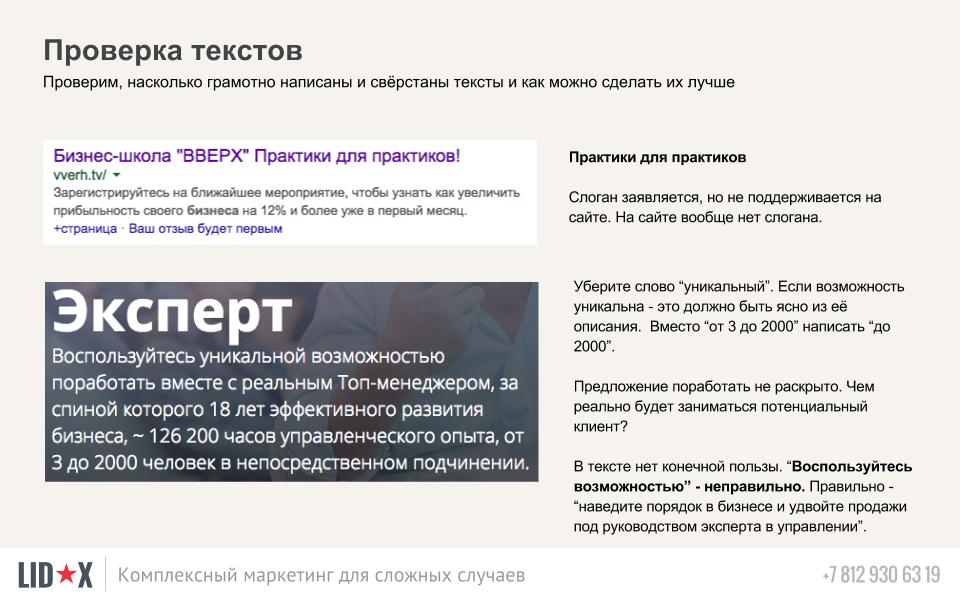 Проверка текстов
Проверим, насколько грамотно написаны и свёрстаны тексты и как можно сделать их лучше
Бизнес-школа "ВВЕРХ" Практики для практиков!
vverh.tv/
Зарегистрируйтесь на ближайшее мероприятие, чтобы узнать как увеличить
прибыльность своего бизнеса на 12% и более уже в первый месяц.
+страница · Ваш отзыв будет первым
Практики для практиков
Слоган заявляется, но не поддерживается на
сайте. На сайте вообще нет слогана.
Эксперт
Воспользуйтесь уникальной возможностью
поработать вместе с реальным Топ-менеджером, за
спиной которого 18 лет эффективного развития
бизнеса, ~ 126 200 часов управленческого опыта, от
3 до 2000 человек в непосредственном подчинении.
Уберите слово “уникальный”. Если возможность
уникальна - это должно быть ясно из её
описания.  Вместо “от 3 до 2000” написать “до
2000”.
Предложение поработать не раскрыто. Чем
реально будет заниматься потенциальный
клиент?
В тексте нет конечной пользы. “Воспользуйтесь
возможностью” - неправильно. Правильно -
“наведите порядок в бизнесе и удвойте продажи
под руководством эксперта в управлении”.
LID★X
Комплексный маркетинг для сложных случаев
+7 812 930 63 19